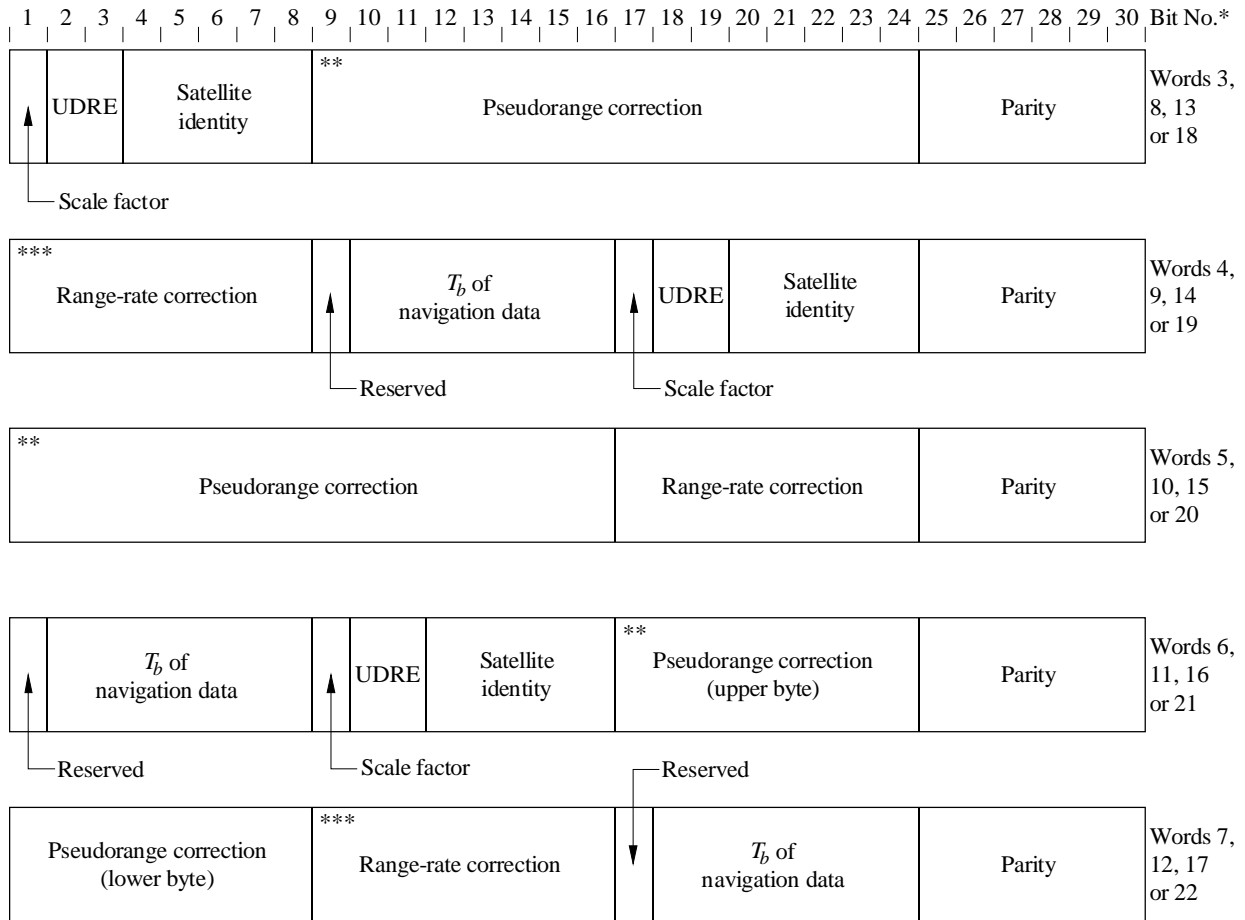 1 2 3 4 5 6 7 8 9 10 11 12 13 14 15 16 17 18 19 20 21 22 23 24 25 26 27 28 29 30 Bit No.*
UDRE
Satellite
identity
**
Pseudorange correction
Parity
Words 3,
8, 13
or 18
Scale factor
***
Range-rate correction
Tb of
navigation data
UDRE
Satellite
identity
Parity
Words 4,
9, 14
or 19
Reserved
Scale factor
**
Pseudorange correction
Range-rate correction
Parity
Words 5,
10, 15
or 20
Tb of
navigation data
UDRE
Satellite
identity
**
Pseudorange correction
(upper byte)
Parity
Words 6,
11, 16
or 21
Reserved
Scale factor
Reserved
Pseudorange correction
(lower byte)
***
Range-rate correction
Tb of
navigation data
Parity
Words 7,
12, 17
or 22